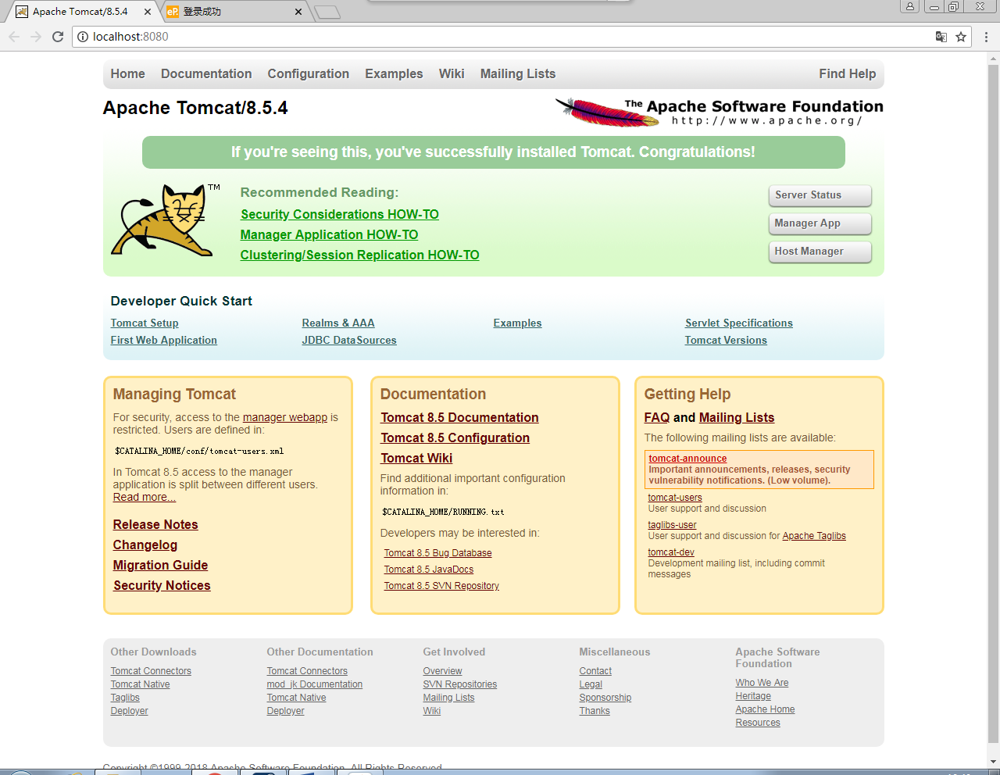 Apache Tomcat/8.5.4
eP.
登录成功
localhost:8080
Home Documentation Configuration Examples Wiki Mailing Lists Find Help
Apache Tomcat/8.5.4
The Apache Software Foundation
http://www.apache.org/
If you're seeing this, you've successfully installed Tomcat. Congratulations!
TM
Recommended Reading:
Security Considerations HOW-TO
Manager Application HOW-TO
Clustering/Session Replication HOW-TO
Server Status
Manager App
Host Manager
Developer Quick Start
Tomcat Setup
First Web Application
Realms & AAA
JDBC DataSources
Examples
Servlet Specifications
Tomcat Versions
Managing Tomcat
For security, access to the manager webapp is
restricted. Users are defined in:
$CATALINA_HOME/conf/tomcat-users.xml
In Tomcat 8.5 access to the manager
application is split between different users.
Read more...
Release Notes
Changelog
Migration Guide
Security Notices
Documentation
Tomcat 8.5 Documentation
Tomcat 8.5 Configuration
Tomcat Wiki
Find additional important configuration
information in:
$CATALINA_HOME/RUNNING.txt
Developers may be interested in:
Tomcat 8.5 Bug Database
Tomcat 8.5 JavaDocs
Tomcat 8.5 SVN Repository
Getting Help
FAQ and Mailing Lists
The following mailing lists are available:
tomcat-announce
Important announcements, releases, security
vulnerability notifications. (Low volume).
tomcat-users
User support and discussion
taglibs-user
User support and discussion for Apache Taglibs
tomcat-dev
Development mailing list, including commit
messages
Other Downloads
Tomcat Connectors
Tomcat Native
Taglibs
Deployer
Other Documentation
Tomcat Connectors
mod_jk Documentation
Tomcat Native
Deployer
Get Involved
Overview
SVN Repositories
Mailing Lists
Wiki
Miscellaneous
Contact
Legal
Sponsorship
Thanks
Apache Software
Foundation
Who We Are
Heritage
Apache Home
Resources
Copyright ©1999-2018 Apache Software Foundation. All Rights Reserved